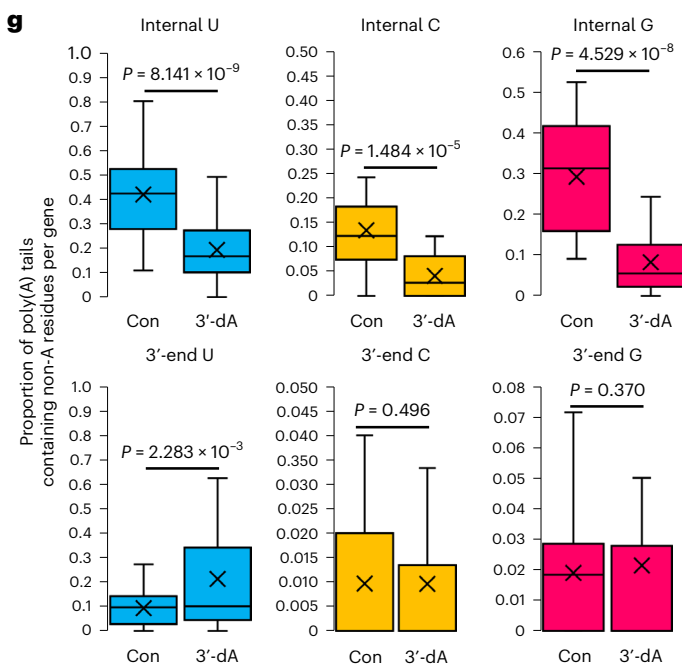 g
Internal U
Internal C
Internal G
Proportion of poly(A) tails
containing non-A residues per gene
1.0
0.9
0.8
0.7
0.6
0.5
0.4
0.3
0.2
0.1
0
P = 8.141 × 10⁻⁹
Con 3′-dA
0.50
0.45
0.40
0.35
0.30
0.25
0.20
0.15
0.10
0.05
0
P = 1.484 × 10⁻⁵
Con 3′-dA
0.6
0.5
0.4
0.3
0.2
0.1
0
P = 4.529 × 10⁻⁸
Con 3′-dA
3′-end U
3′-end C
3′-end G
1.0
0.9
0.8
0.7
0.6
0.5
0.4
0.3
0.2
0.1
0
P = 2.283 × 10⁻³
Con 3′-dA
0.050
0.045
0.040
0.035
0.030
0.025
0.020
0.015
0.010
0.005
0
P = 0.496
Con 3′-dA
0.08
0.07
0.06
0.05
0.04
0.03
0.02
0.01
0
P = 0.370
Con 3′-dA